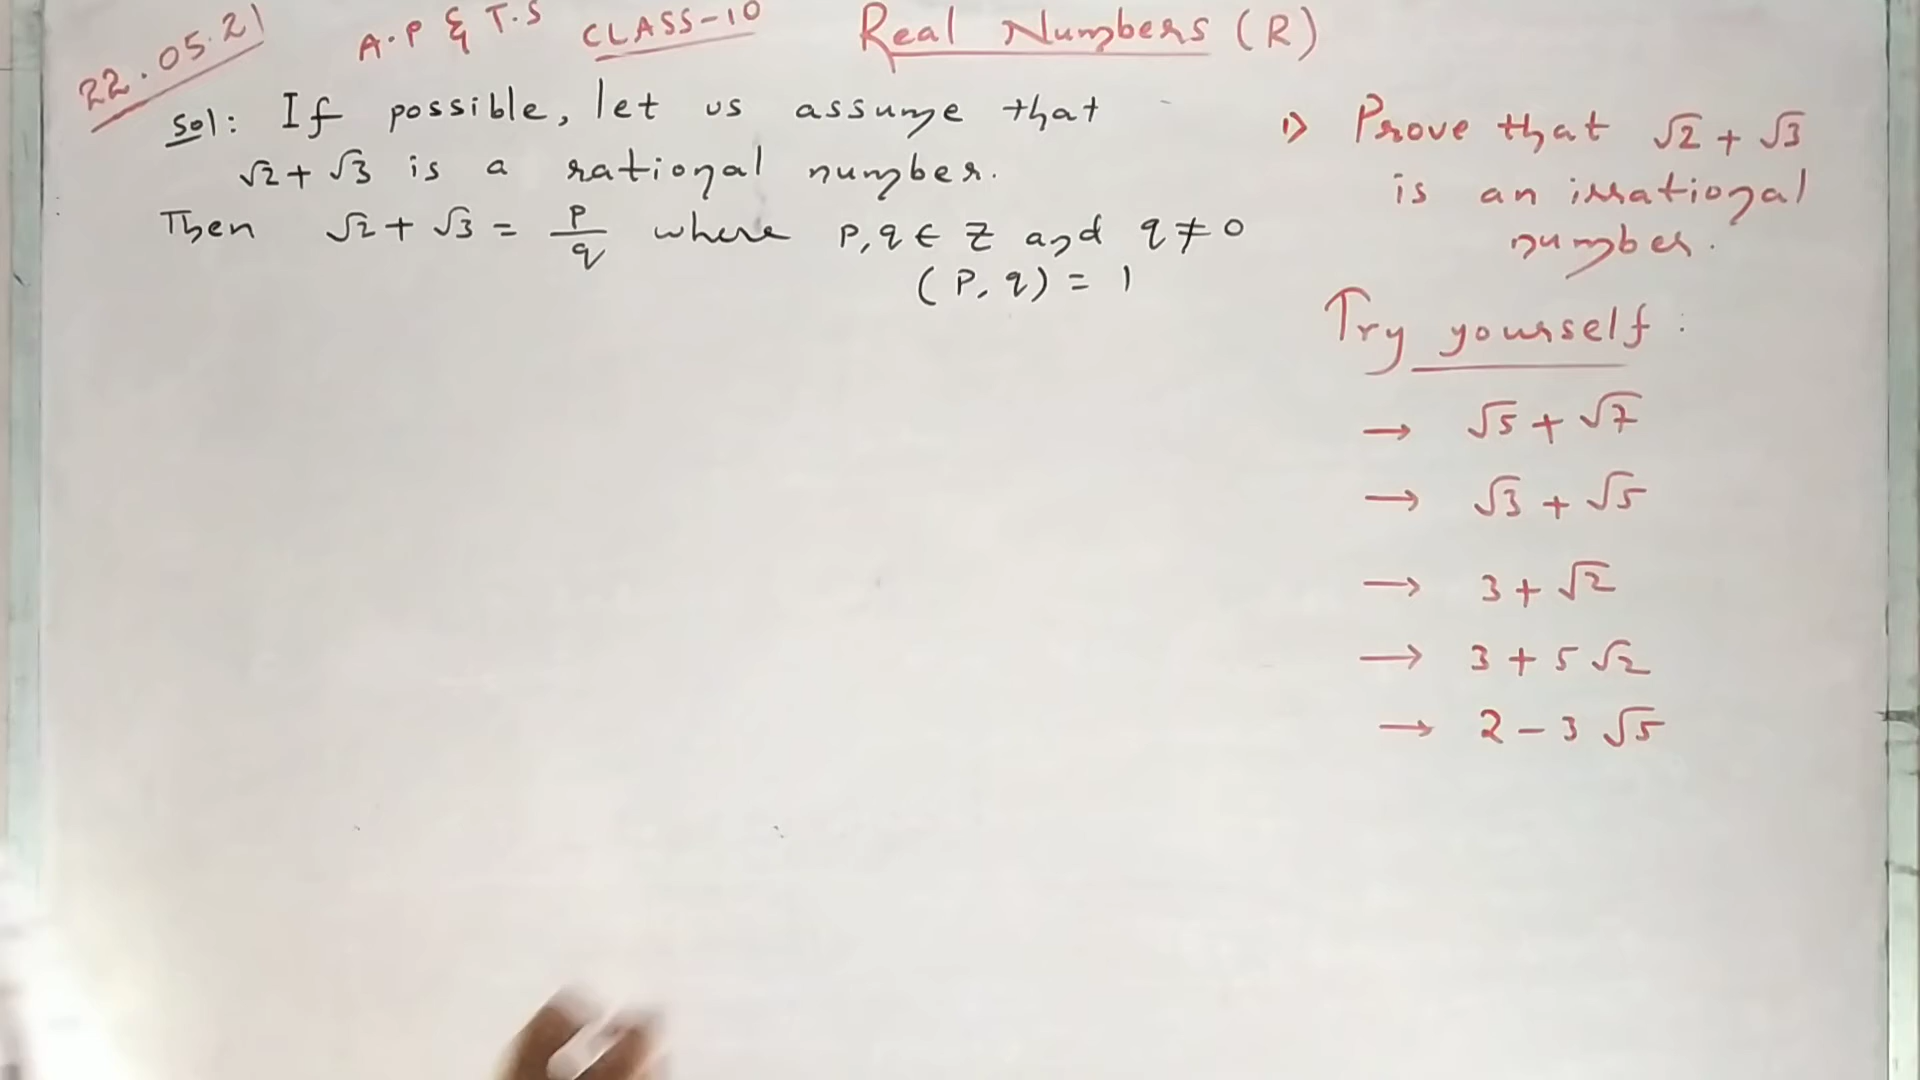 22.05.21
A.P & T.S CLASS-10 Real Numbers (R)
Sol: If possible, let us assume that
√2 + √3 is a rational number.
Then √2 + √3 = p/q where p, q ∈ Z and q ≠ 0
(p, q) = 1
1) Prove that √2 + √3
is an irrational
number.
Try yourself:
→ √5 + √7
→ √3 + √5
→ 3 + √2
→ 3 + 5√2
→ 2 - 3√5